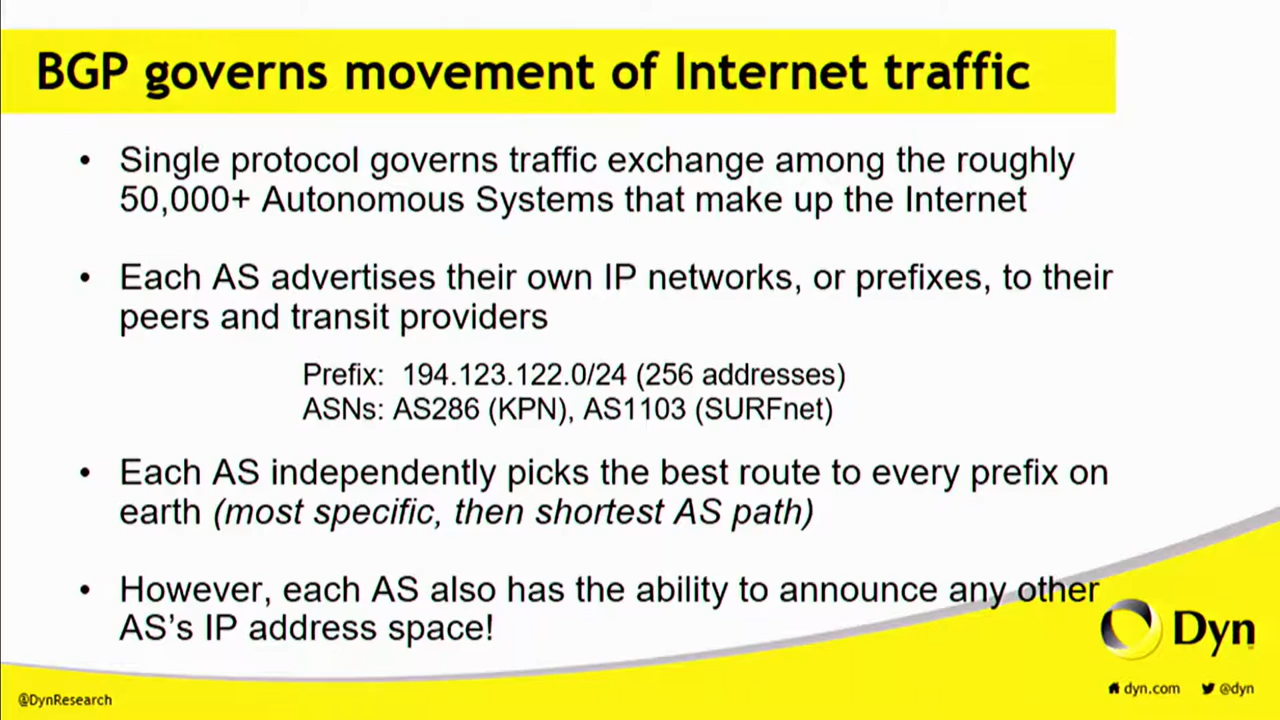 BGP governs movement of Internet traffic
• Single protocol governs traffic exchange among the roughly
50,000+ Autonomous Systems that make up the Internet
• Each AS advertises their own IP networks, or prefixes, to their
peers and transit providers
Prefix: 194.123.122.0/24 (256 addresses)
ASNs: AS286 (KPN), AS1103 (SURFnet)
• Each AS independently picks the best route to every prefix on
earth (most specific, then shortest AS path)
• However, each AS also has the ability to announce any other
AS's IP address space!
Dyn
@DynResearch
dyn.com @dyn